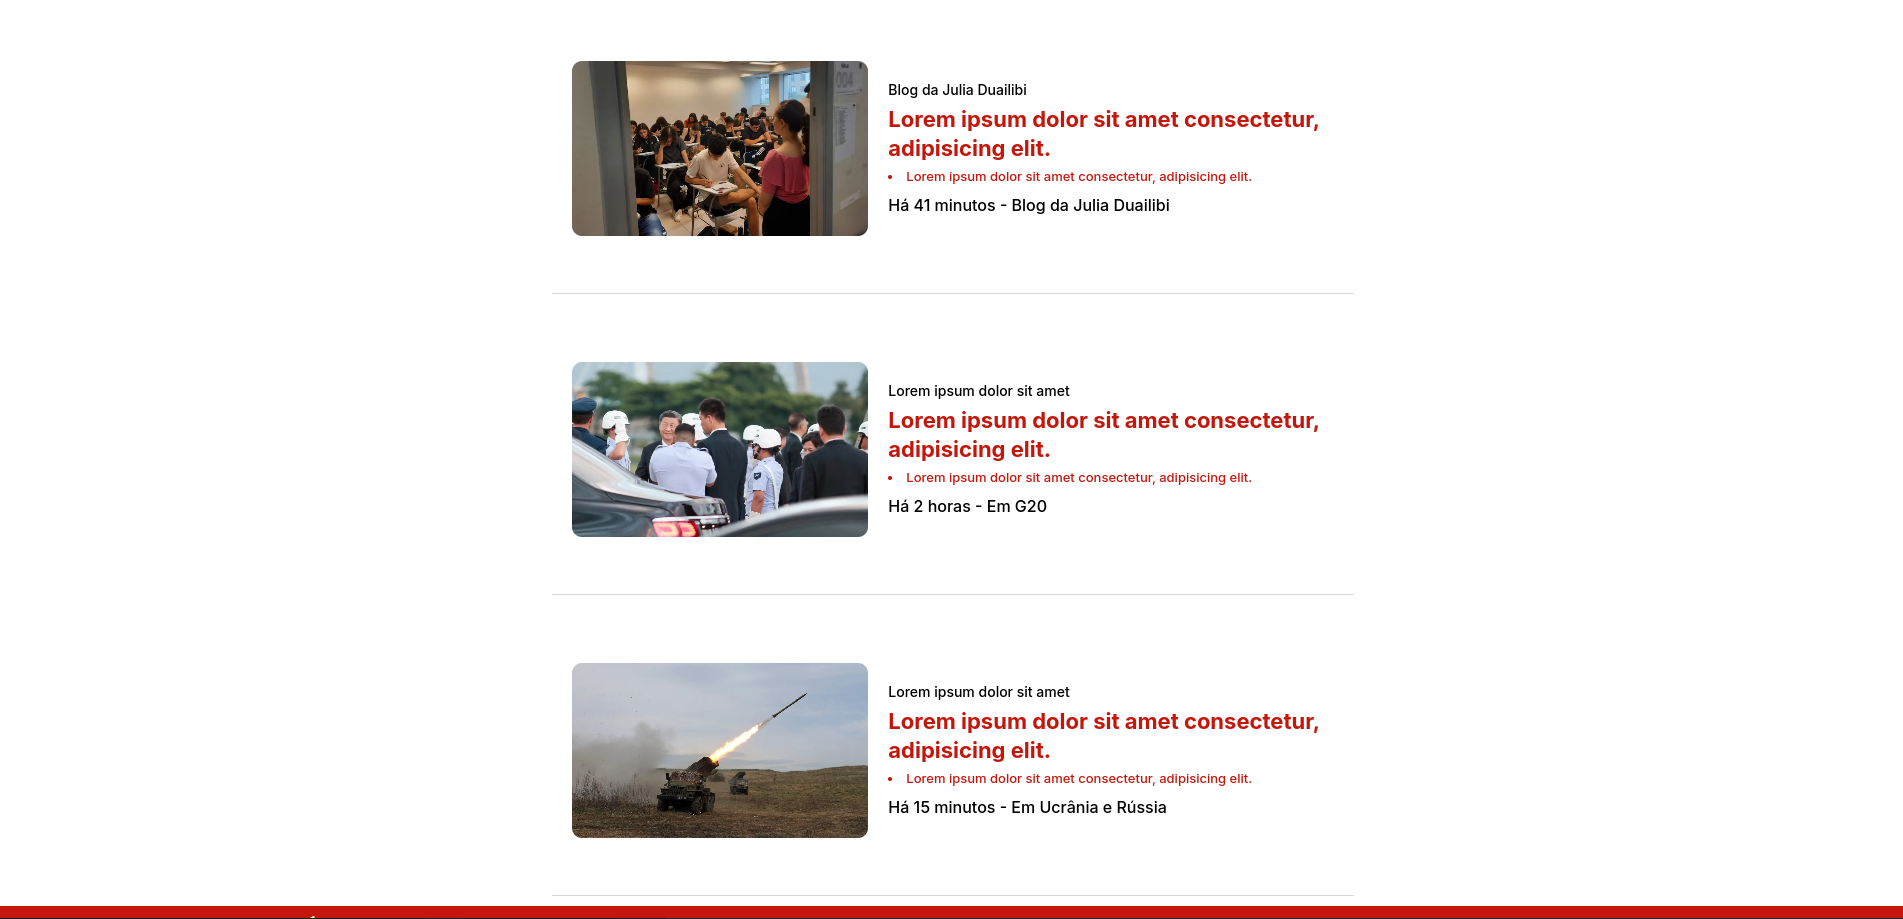 Blog da Julia Duailibi
Lorem ipsum dolor sit amet consectetur,
adipisicing elit.
• Lorem ipsum dolor sit amet consectetur, adipisicing elit.
Há 41 minutos - Blog da Julia Duailibi
Lorem ipsum dolor sit amet
Lorem ipsum dolor sit amet consectetur,
adipisicing elit.
• Lorem ipsum dolor sit amet consectetur, adipisicing elit.
Há 2 horas - Em G20
Lorem ipsum dolor sit amet
Lorem ipsum dolor sit amet consectetur,
adipisicing elit.
• Lorem ipsum dolor sit amet consectetur, adipisicing elit.
Há 15 minutos - Em Ucrânia e Rússia